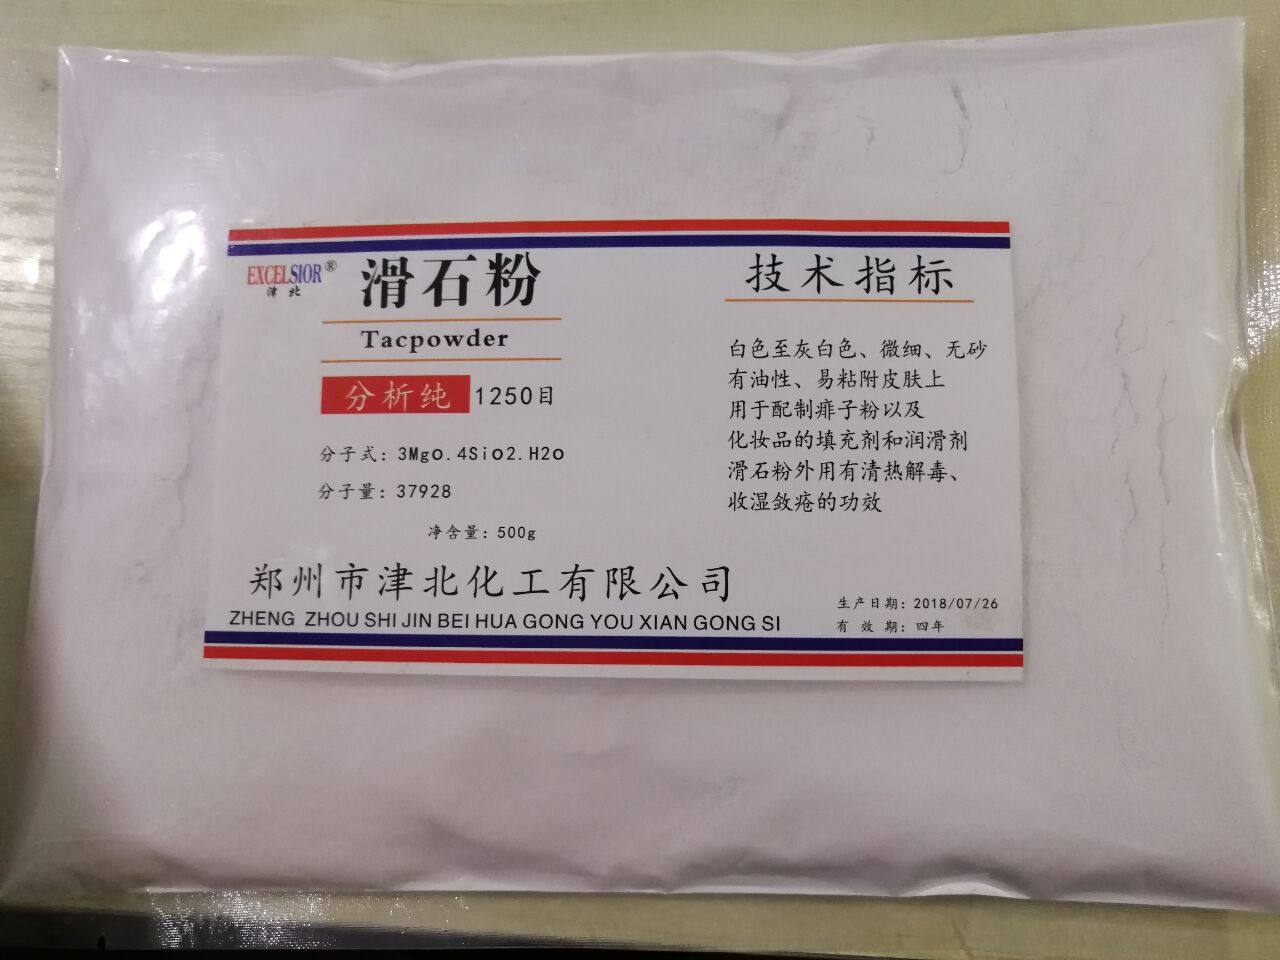 EXCELSIOR®
津北
滑石粉
Tacpowder
分析纯 1250目
分子式：3Mgo.4Sio2.H2o
分子量：37928
净含量：500g
技术指标
白色至灰白色、微细、无砂
有油性、易粘附皮肤上
用于配制痱子粉以及
化妆品的填充剂和润滑剂
滑石粉外用有清热解毒、
收湿敛疮的功效
郑州市津北化工有限公司
ZHENG ZHOU SHI JIN BEI HUA GONG YOU XIAN GONG SI
生产日期：2018/07/26
有 效 期：四年